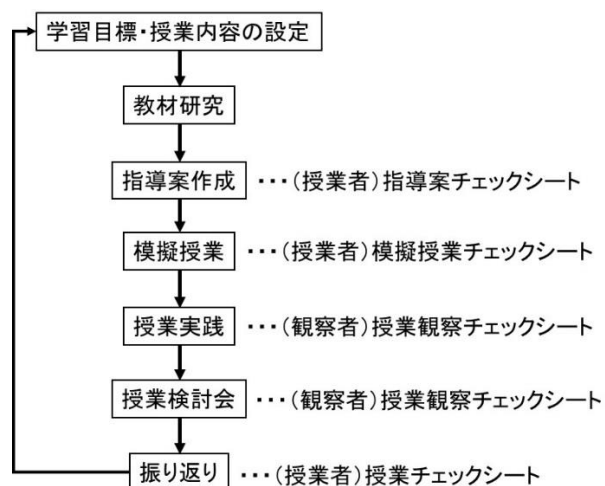 学習目標・授業内容の設定
教材研究
指導案作成 ・・・(授業者)指導案チェックシート
模擬授業 ・・・(授業者)模擬授業チェックシート
授業実践 ・・・(観察者)授業観察チェックシート
授業検討会 ・・・(観察者)授業観察チェックシート
振り返り ・・・(授業者)授業チェックシート